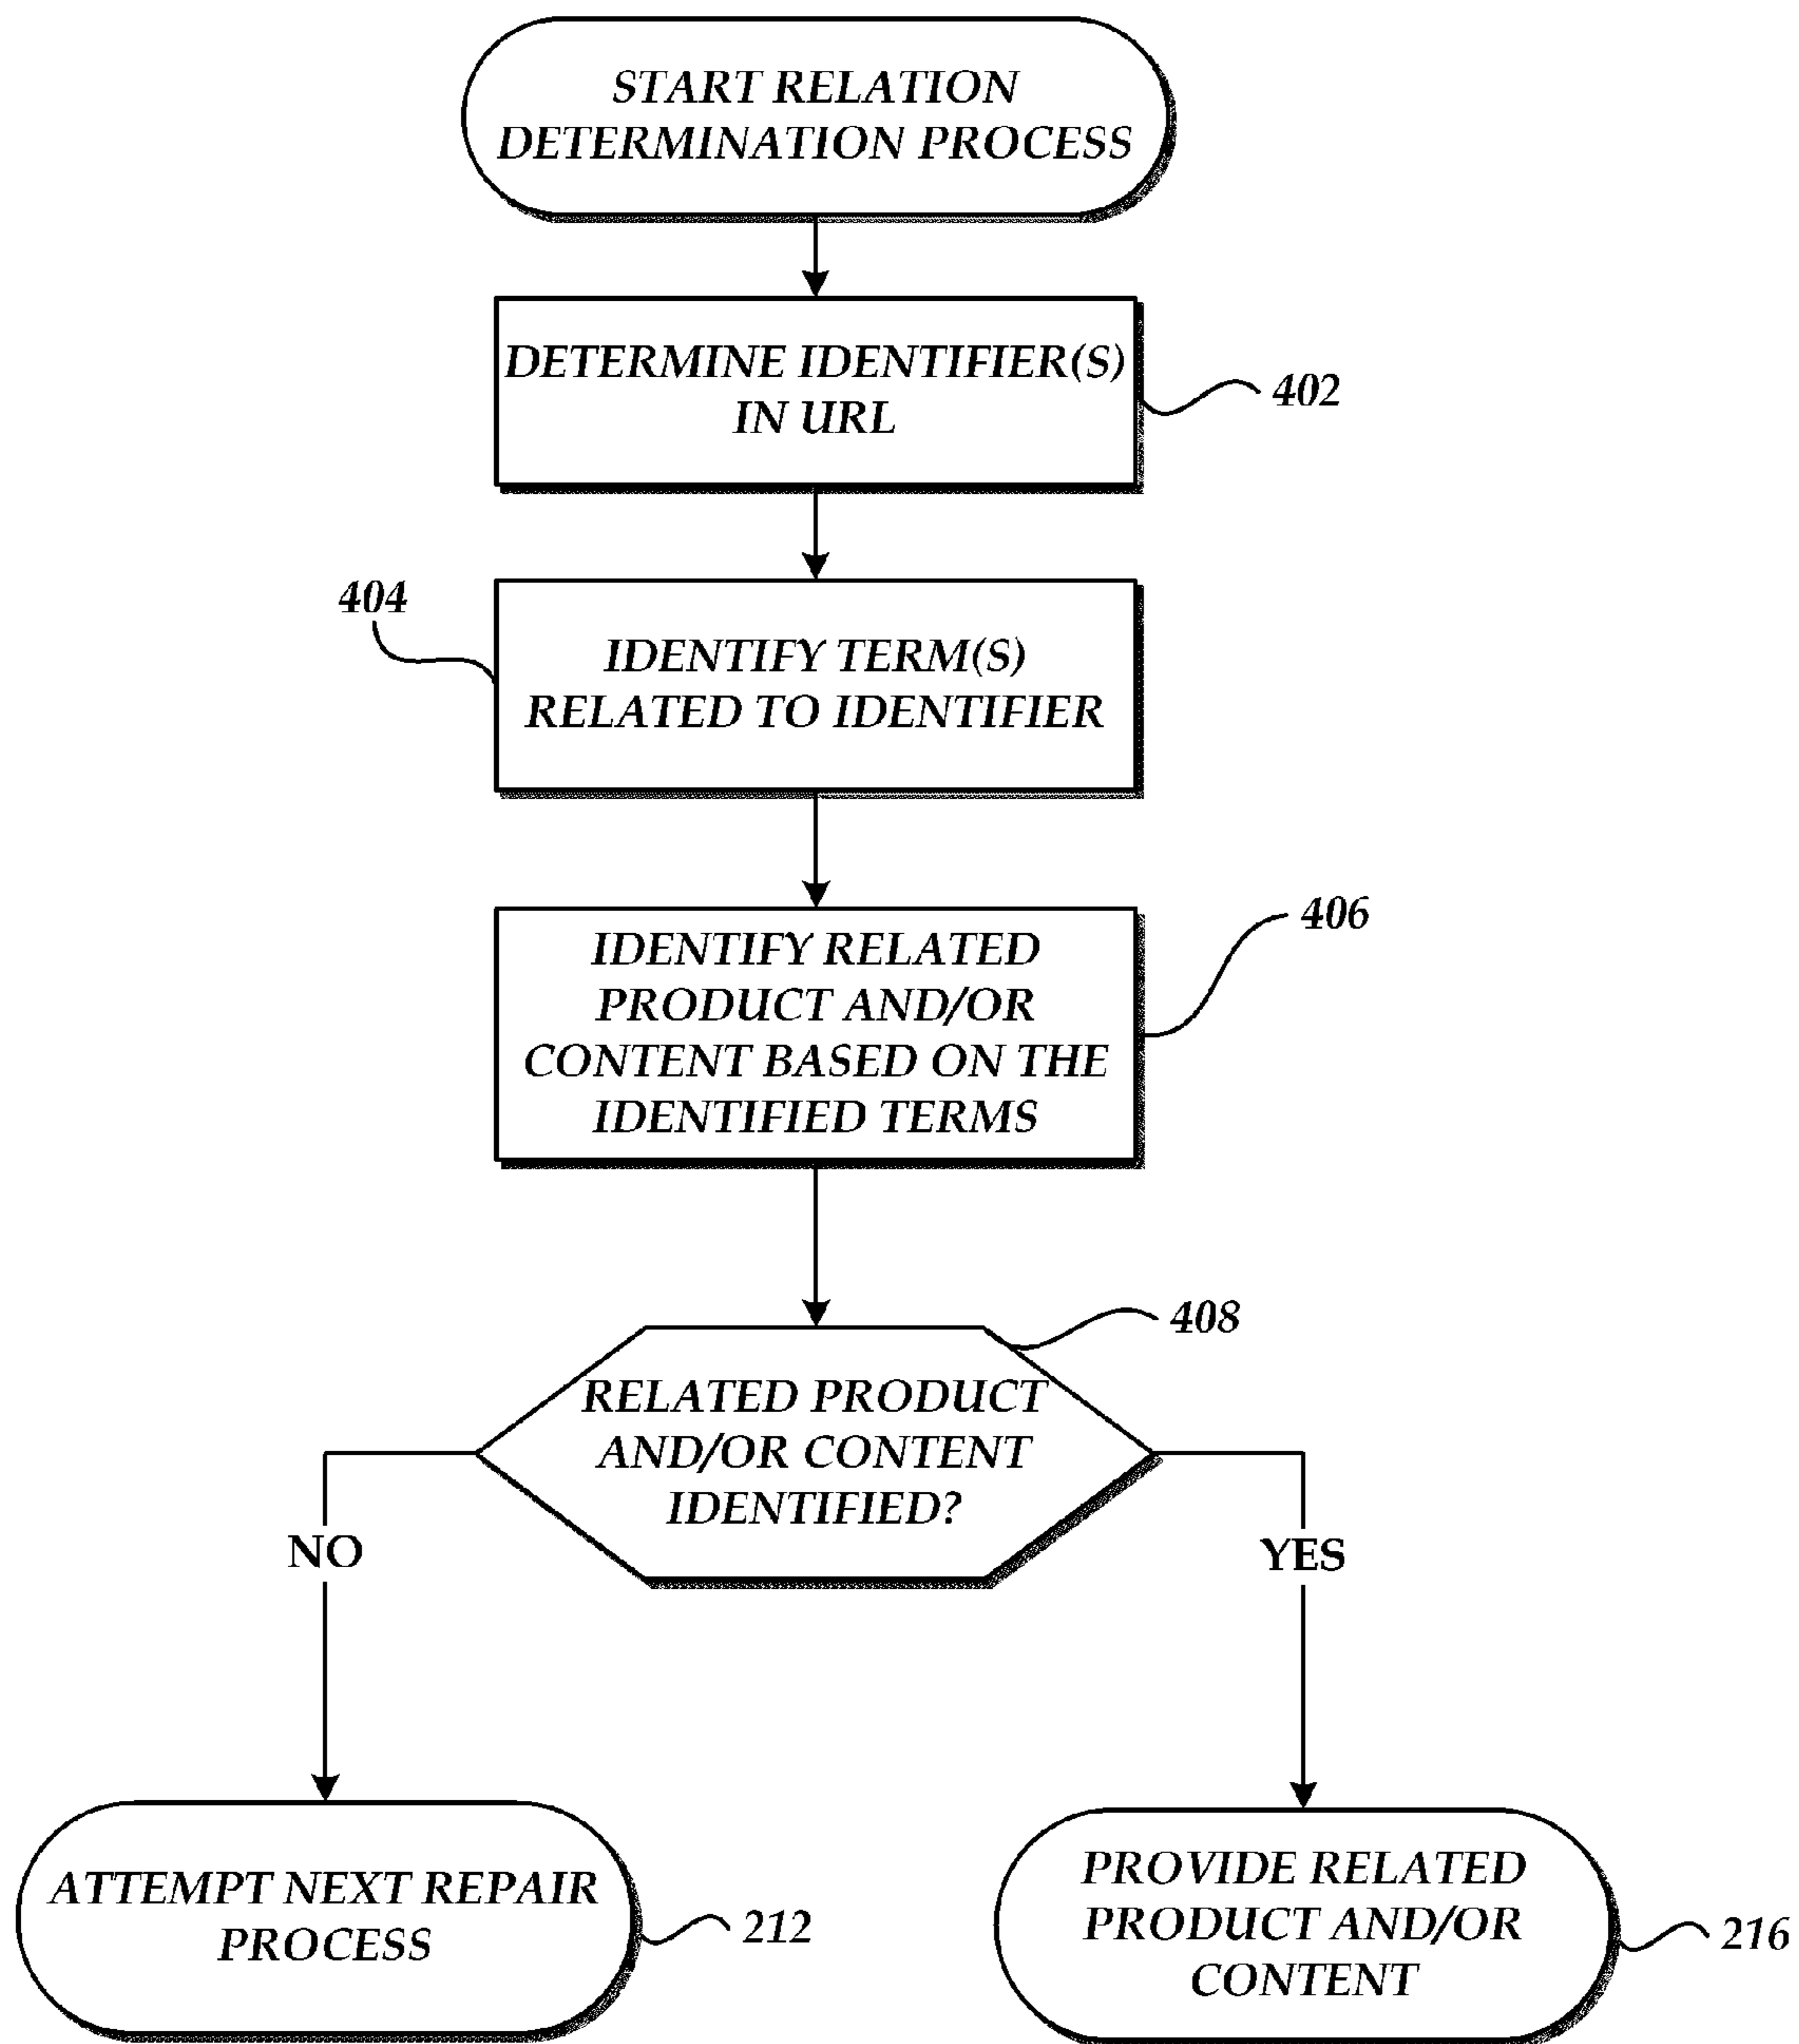 START RELATION
DETERMINATION PROCESS
DETERMINE IDENTIFIER(S)
IN URL
402
404
IDENTIFY TERM(S)
RELATED TO IDENTIFIER
406
IDENTIFY RELATED
PRODUCT AND/OR
CONTENT BASED ON THE
IDENTIFIED TERMS
408
RELATED PRODUCT
AND/OR CONTENT
IDENTIFIED?
NO
YES
ATTEMPT NEXT REPAIR
PROCESS
212
PROVIDE RELATED
PRODUCT AND/OR
CONTENT
216